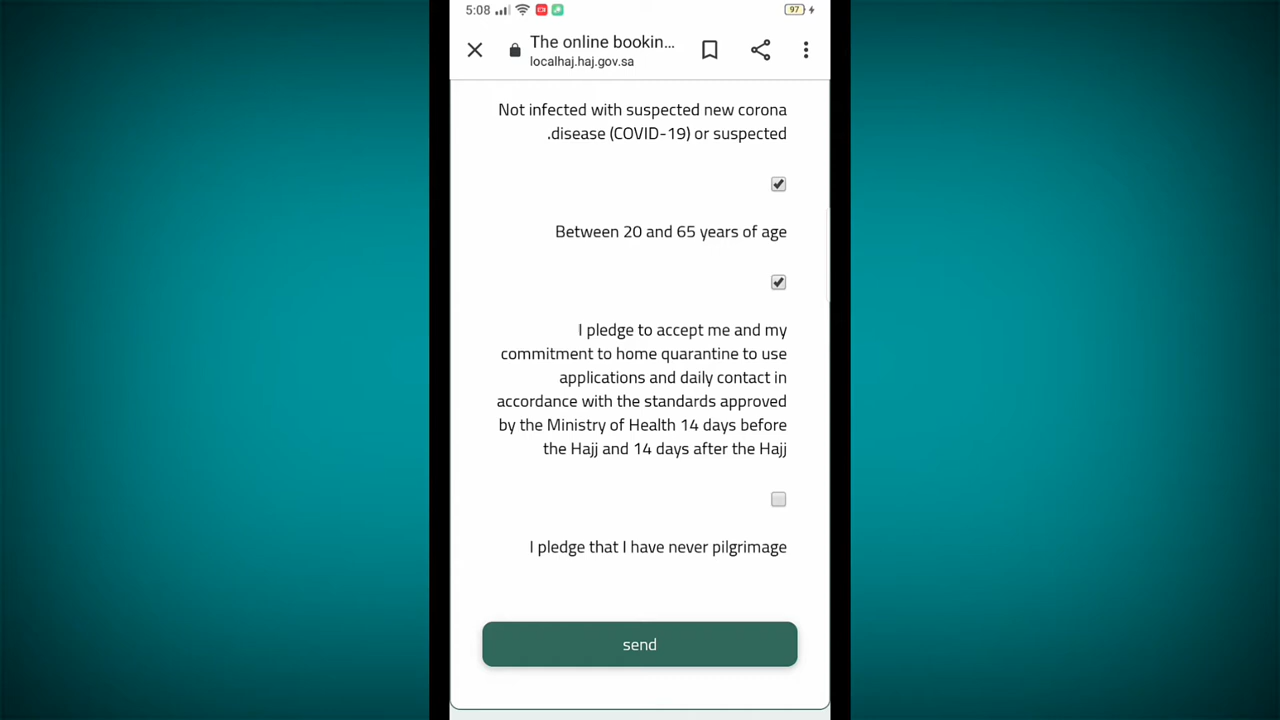 5:08
97
The online bookin...
localhaj.haj.gov.sa
Not infected with suspected new corona
.disease (COVID-19) or suspected
Between 20 and 65 years of age
I pledge to accept me and my
commitment to home quarantine to use
applications and daily contact in
accordance with the standards approved
by the Ministry of Health 14 days before
the Hajj and 14 days after the Hajj
I pledge that I have never pilgrimage
send